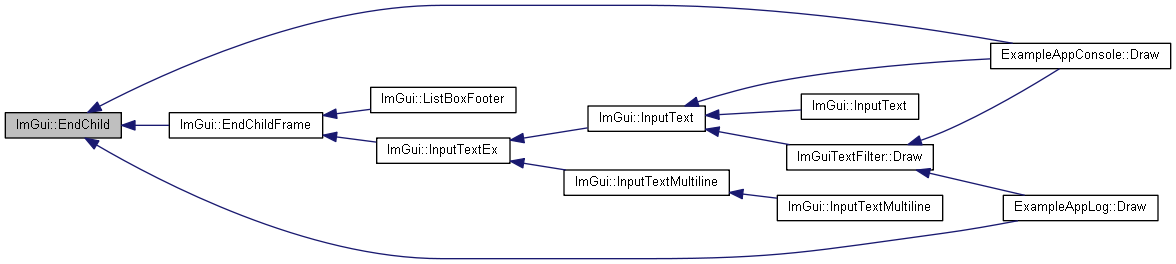 ImGui::EndChild
ImGui::EndChildFrame
ImGui::ListBoxFooter
ImGui::InputTextEx
ImGui::InputText
ImGui::InputTextMultiline
ExampleAppConsole::Draw
ImGui::InputText
ImGuiTextFilter::Draw
ImGui::InputTextMultiline
ExampleAppLog::Draw